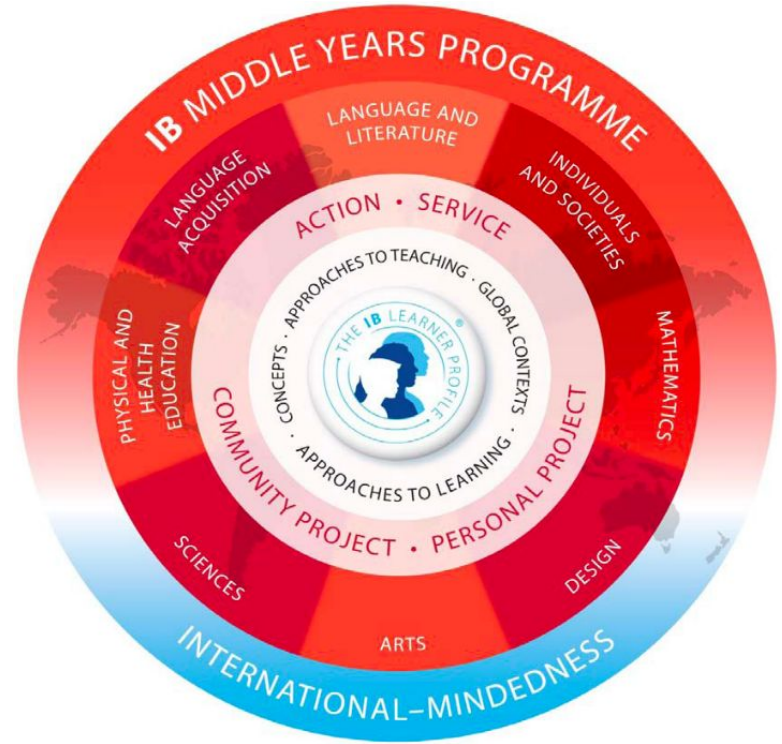 IB MIDDLE YEARS PROGRAMME
LANGUAGE AND
LITERATURE
INDIVIDUALS
AND SOCIETIES
MATHEMATICS
DESIGN
ARTS
SCIENCES
PHYSICAL AND
HEALTH
EDUCATION
LANGUAGE
ACQUISITION
ACTION · SERVICE
COMMUNITY PROJECT · PERSONAL PROJECT
· CONCEPTS · APPROACHES TO TEACHING · GLOBAL CONTEXTS ·
APPROACHES TO LEARNING
THE IB LEARNER PROFILE ®
INTERNATIONAL–MINDEDNESS